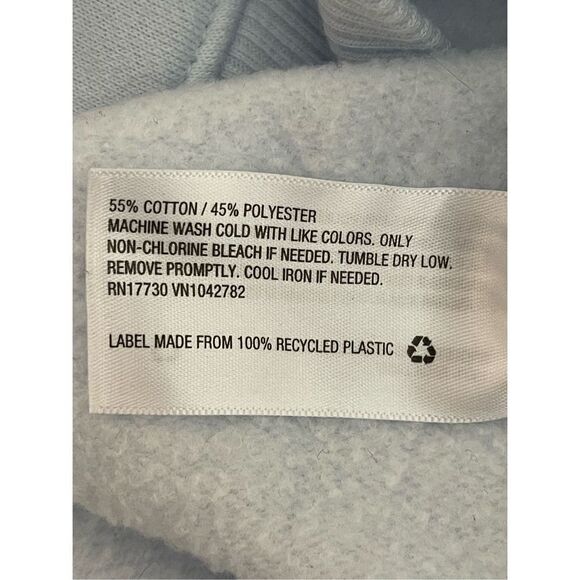 55% COTTON / 45% POLYESTER
MACHINE WASH COLD WITH LIKE COLORS. ONLY
NON-CHLORINE BLEACH IF NEEDED. TUMBLE DRY LOW.
REMOVE PROMPTLY. COOL IRON IF NEEDED.
RN17730 VN1042782
LABEL MADE FROM 100% RECYCLED PLASTIC